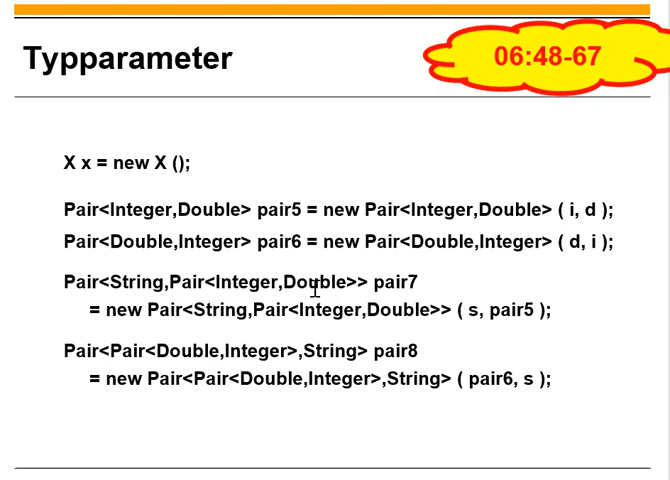 Typparameter
06:48-67
X x = new X ();
Pair<Integer,Double> pair5 = new Pair<Integer,Double> ( i, d );
Pair<Double,Integer> pair6 = new Pair<Double,Integer> ( d, i );
Pair<String,Pair<Integer,Double>> pair7
= new Pair<String,Pair<Integer,Double>> ( s, pair5 );
Pair<Pair<Double,Integer>,String> pair8
= new Pair<Pair<Double,Integer>,String> ( pair6, s );